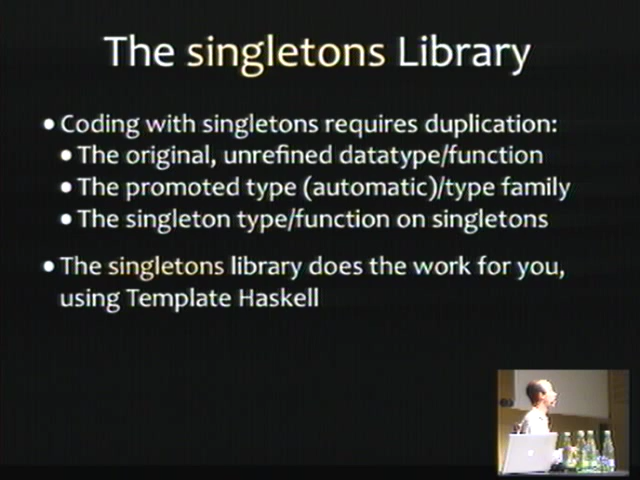 The singletons Library
• Coding with singletons requires duplication:
• The original, unrefined datatype/function
• The promoted type (automatic)/type family
• The singleton type/function on singletons
• The singletons library does the work for you,
using Template Haskell